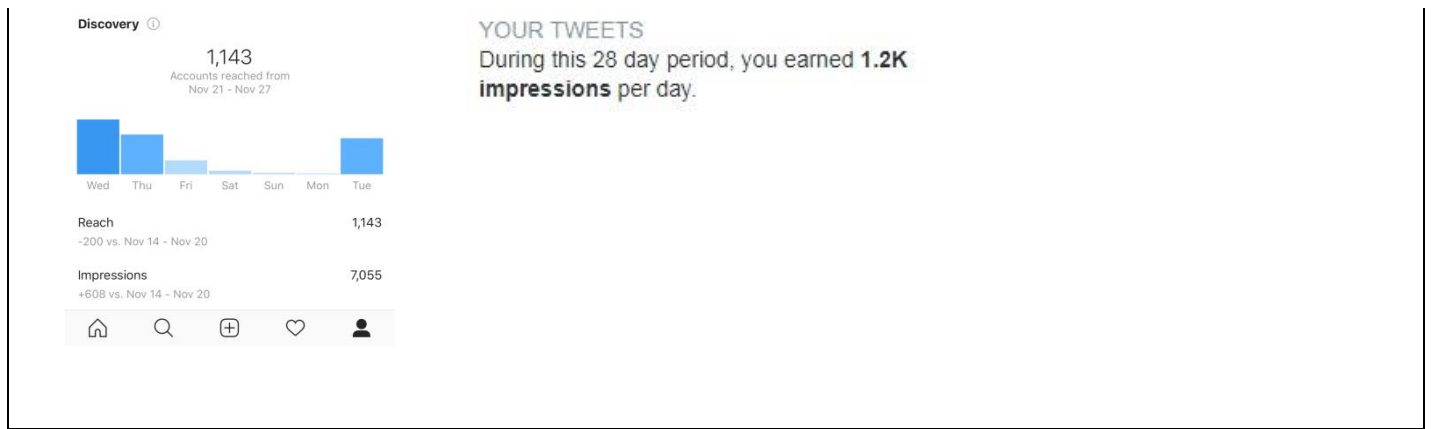 Discovery
1,143
Accounts reached from
Nov 21 - Nov 27
Wed Thu Fri Sat Sun Mon Tue
Reach 1,143
-200 vs. Nov 14 - Nov 20
Impressions 7,055
+608 vs. Nov 14 - Nov 20
YOUR TWEETS
During this 28 day period, you earned 1.2K
impressions per day.